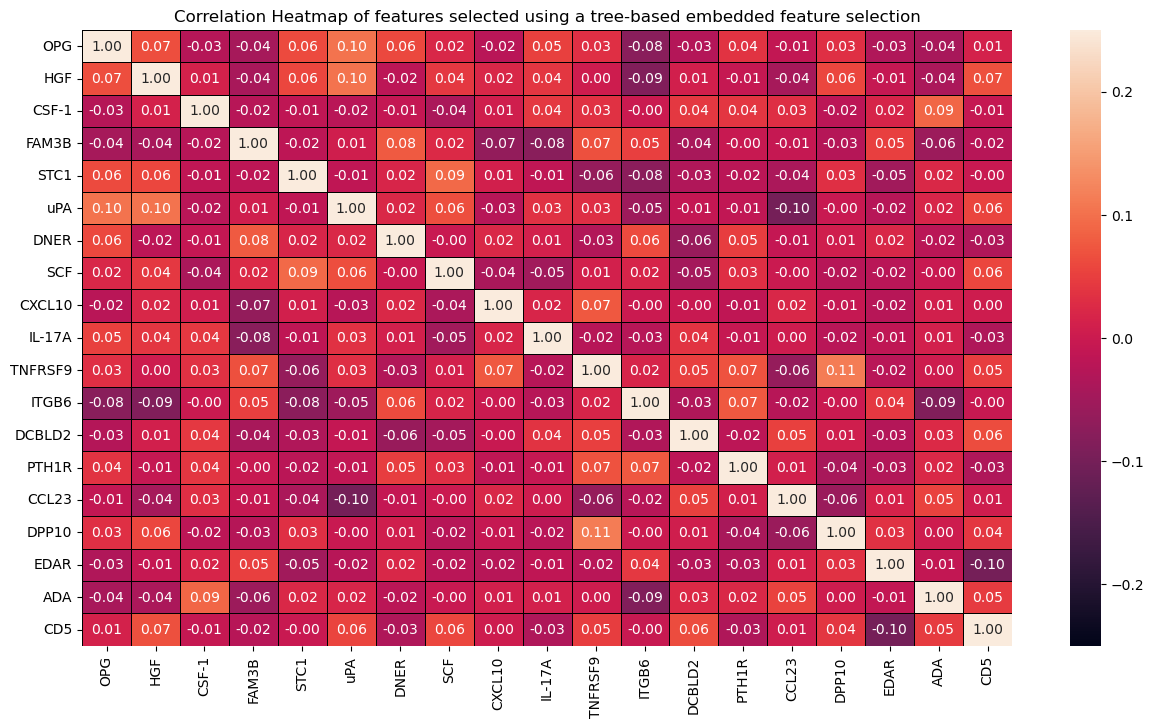 Correlation Heatmap of features selected using a tree-based embedded feature selection
OPG 1.00 0.07 -0.03 -0.04 0.06 0.10 0.06 0.02 -0.02 0.05 0.03 -0.08 -0.03 0.04 -0.01 0.03 -0.03 -0.04 0.01
HGF 0.07 1.00 0.01 -0.04 0.06 0.10 -0.02 0.04 0.02 0.04 0.00 -0.09 0.01 -0.01 -0.04 0.06 -0.01 -0.04 0.07
CSF-1 -0.03 0.01 1.00 -0.02 -0.01 -0.02 -0.01 -0.04 0.01 0.04 0.03 -0.00 0.04 0.04 0.03 -0.02 0.02 0.09 -0.01
FAM3B -0.04 -0.04 -0.02 1.00 -0.02 0.01 0.08 0.02 -0.07 -0.08 0.07 0.05 -0.04 -0.00 -0.01 -0.03 0.05 -0.06 -0.02
STC1 0.06 0.06 -0.01 -0.02 1.00 -0.01 0.02 0.09 0.01 -0.01 -0.06 -0.08 -0.03 -0.02 -0.04 0.03 -0.05 0.02 -0.00
uPA 0.10 0.10 -0.02 0.01 -0.01 1.00 0.02 0.06 -0.03 0.03 0.03 -0.05 -0.01 -0.01 -0.10 -0.00 -0.02 0.02 0.06
DNER 0.06 -0.02 -0.01 0.08 0.02 0.02 1.00 -0.00 0.02 0.01 -0.03 0.06 -0.06 0.05 -0.01 0.01 0.02 -0.02 -0.03
SCF 0.02 0.04 -0.04 0.02 0.09 0.06 -0.00 1.00 -0.04 -0.05 0.01 0.02 -0.05 0.03 -0.00 -0.02 -0.02 -0.00 0.06
CXCL10 -0.02 0.02 0.01 -0.07 0.01 -0.03 0.02 -0.04 1.00 0.02 0.07 -0.00 -0.00 -0.01 0.02 -0.01 -0.02 0.01 0.00
IL-17A 0.05 0.04 0.04 -0.08 -0.01 0.03 0.01 -0.05 0.02 1.00 -0.02 -0.03 0.04 -0.01 0.00 -0.02 -0.01 0.01 -0.03
TNFRSF9 0.03 0.00 0.03 0.07 -0.06 0.03 -0.03 0.01 0.07 -0.02 1.00 0.02 0.05 0.07 -0.06 0.11 -0.02 0.00 0.05
ITGB6 -0.08 -0.09 -0.00 0.05 -0.08 -0.05 0.06 0.02 -0.00 -0.03 0.02 1.00 -0.03 0.07 -0.02 -0.00 0.04 -0.09 -0.00
DCBLD2 -0.03 0.01 0.04 -0.04 -0.03 -0.01 -0.06 -0.05 -0.00 0.04 0.05 -0.03 1.00 -0.02 0.05 0.01 -0.03 0.03 0.06
PTH1R 0.04 -0.01 0.04 -0.00 -0.02 -0.01 0.05 0.03 -0.01 -0.01 0.07 0.07 -0.02 1.00 0.01 -0.04 -0.03 0.02 -0.03
CCL23 -0.01 -0.04 0.03 -0.01 -0.04 -0.10 -0.01 -0.00 0.02 0.00 -0.06 -0.02 0.05 0.01 1.00 -0.06 0.01 0.05 0.01
DPP10 0.03 0.06 -0.02 -0.03 0.03 -0.00 0.01 -0.02 -0.01 -0.02 0.11 -0.00 0.01 -0.04 -0.06 1.00 0.03 0.00 0.04
EDAR -0.03 -0.01 0.02 0.05 -0.05 -0.02 0.02 -0.02 -0.02 -0.01 -0.02 0.04 -0.03 -0.03 0.01 0.03 1.00 -0.01 -0.10
ADA -0.04 -0.04 0.09 -0.06 0.02 0.02 -0.02 -0.00 0.01 0.01 0.00 -0.09 0.03 0.02 0.05 0.00 -0.01 1.00 0.05
CD5 0.01 0.07 -0.01 -0.02 -0.00 0.06 -0.03 0.06 0.00 -0.03 0.05 -0.00 0.06 -0.03 0.01 0.04 -0.10 0.05 1.00
OPG HGF CSF-1 FAM3B STC1 uPA DNER SCF CXCL10 IL-17A TNFRSF9 ITGB6 DCBLD2 PTH1R CCL23 DPP10 EDAR ADA CD5
0.2
0.1
0.0
−0.1
−0.2